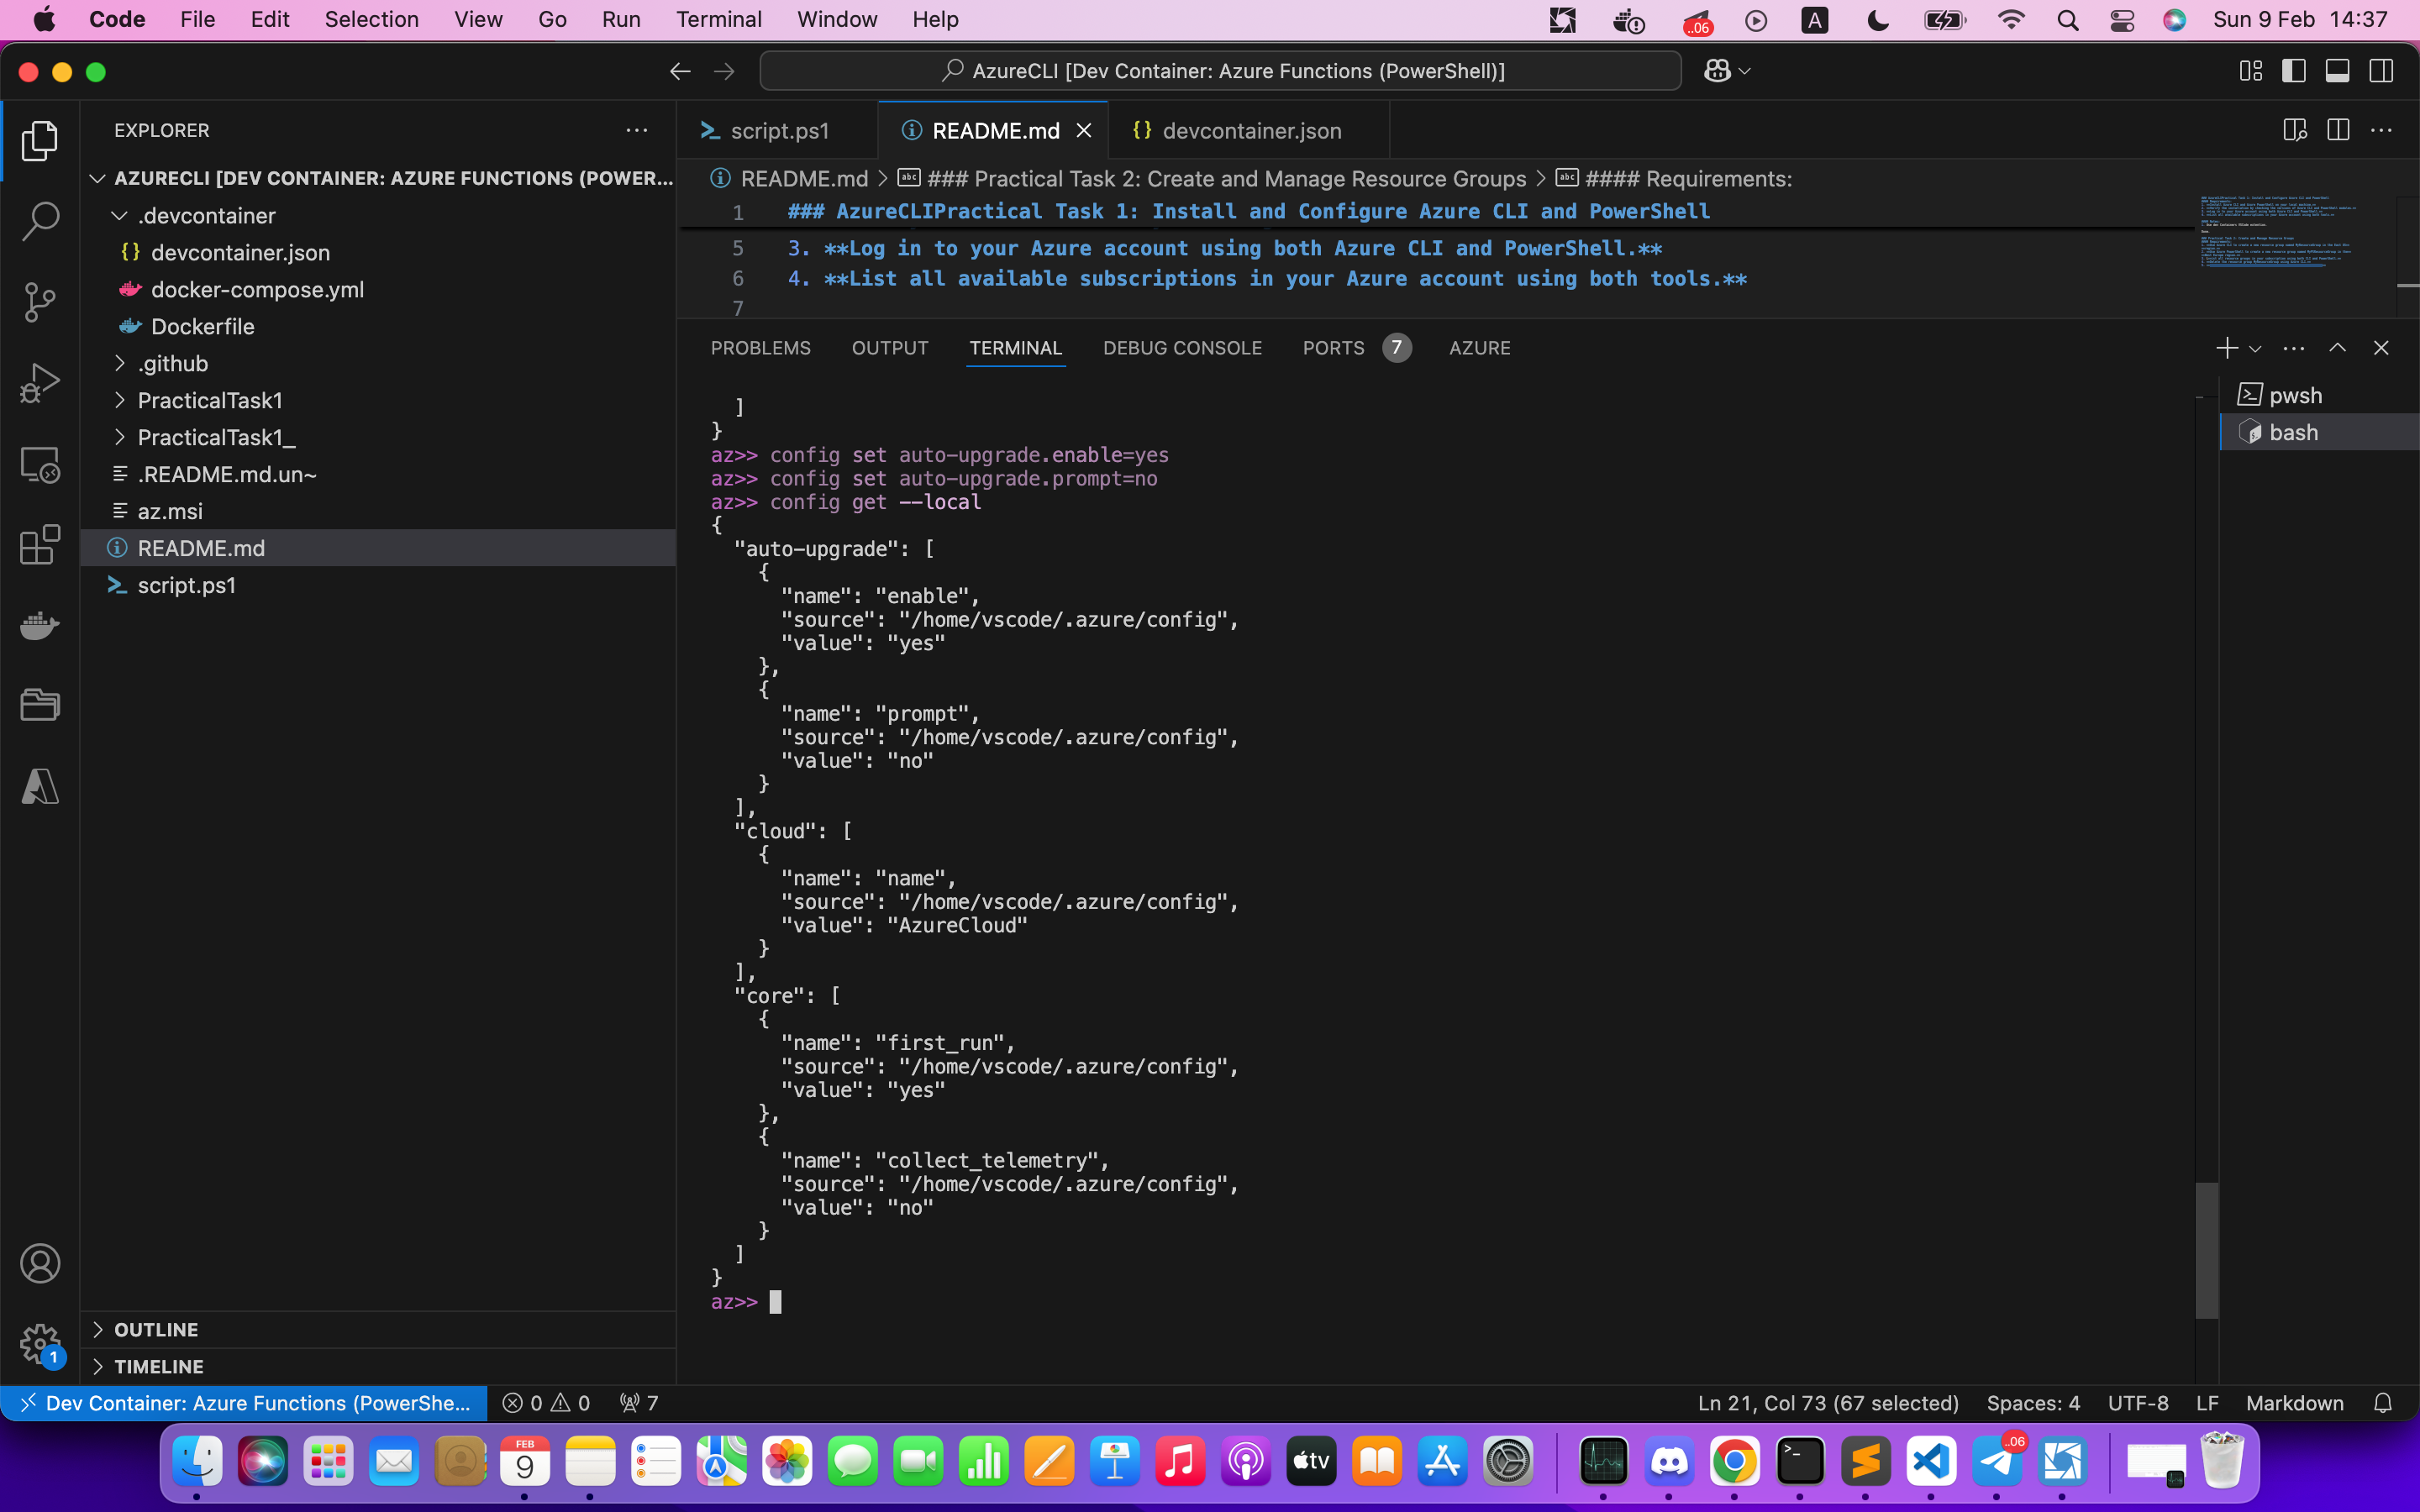 Code File Edit Selection View Go Run Terminal Window Help ..06 A Sun 9 Feb 14:37
AzureCLI [Dev Container: Azure Functions (PowerShell)]
EXPLORER
AZURECLI [DEV CONTAINER: AZURE FUNCTIONS (POWER...
.devcontainer
{} devcontainer.json
docker-compose.yml
Dockerfile
.github
PracticalTask1
PracticalTask1_
.README.md.un~
az.msi
README.md
script.ps1
OUTLINE
TIMELINE
1
script.ps1 README.md {} devcontainer.json
README.md > ### Practical Task 2: Create and Manage Resource Groups > #### Requirements:
1 ### AzureCLIPractical Task 1: Install and Configure Azure CLI and PowerShell
5 3. **Log in to your Azure account using both Azure CLI and PowerShell.**
6 4. **List all available subscriptions in your Azure account using both tools.**
7
PROBLEMS OUTPUT TERMINAL DEBUG CONSOLE PORTS 7 AZURE
pwsh
bash
]
}
az>> config set auto-upgrade.enable=yes
az>> config set auto-upgrade.prompt=no
az>> config get --local
{
"auto-upgrade": [
{
"name": "enable",
"source": "/home/vscode/.azure/config",
"value": "yes"
},
{
"name": "prompt",
"source": "/home/vscode/.azure/config",
"value": "no"
}
],
"cloud": [
{
"name": "name",
"source": "/home/vscode/.azure/config",
"value": "AzureCloud"
}
],
"core": [
{
"name": "first_run",
"source": "/home/vscode/.azure/config",
"value": "yes"
},
{
"name": "collect_telemetry",
"source": "/home/vscode/.azure/config",
"value": "no"
}
]
}
az>>
Dev Container: Azure Functions (PowerShe... 0 0 7 Ln 21, Col 73 (67 selected) Spaces: 4 UTF-8 LF Markdown
FEB
9
tv
..06